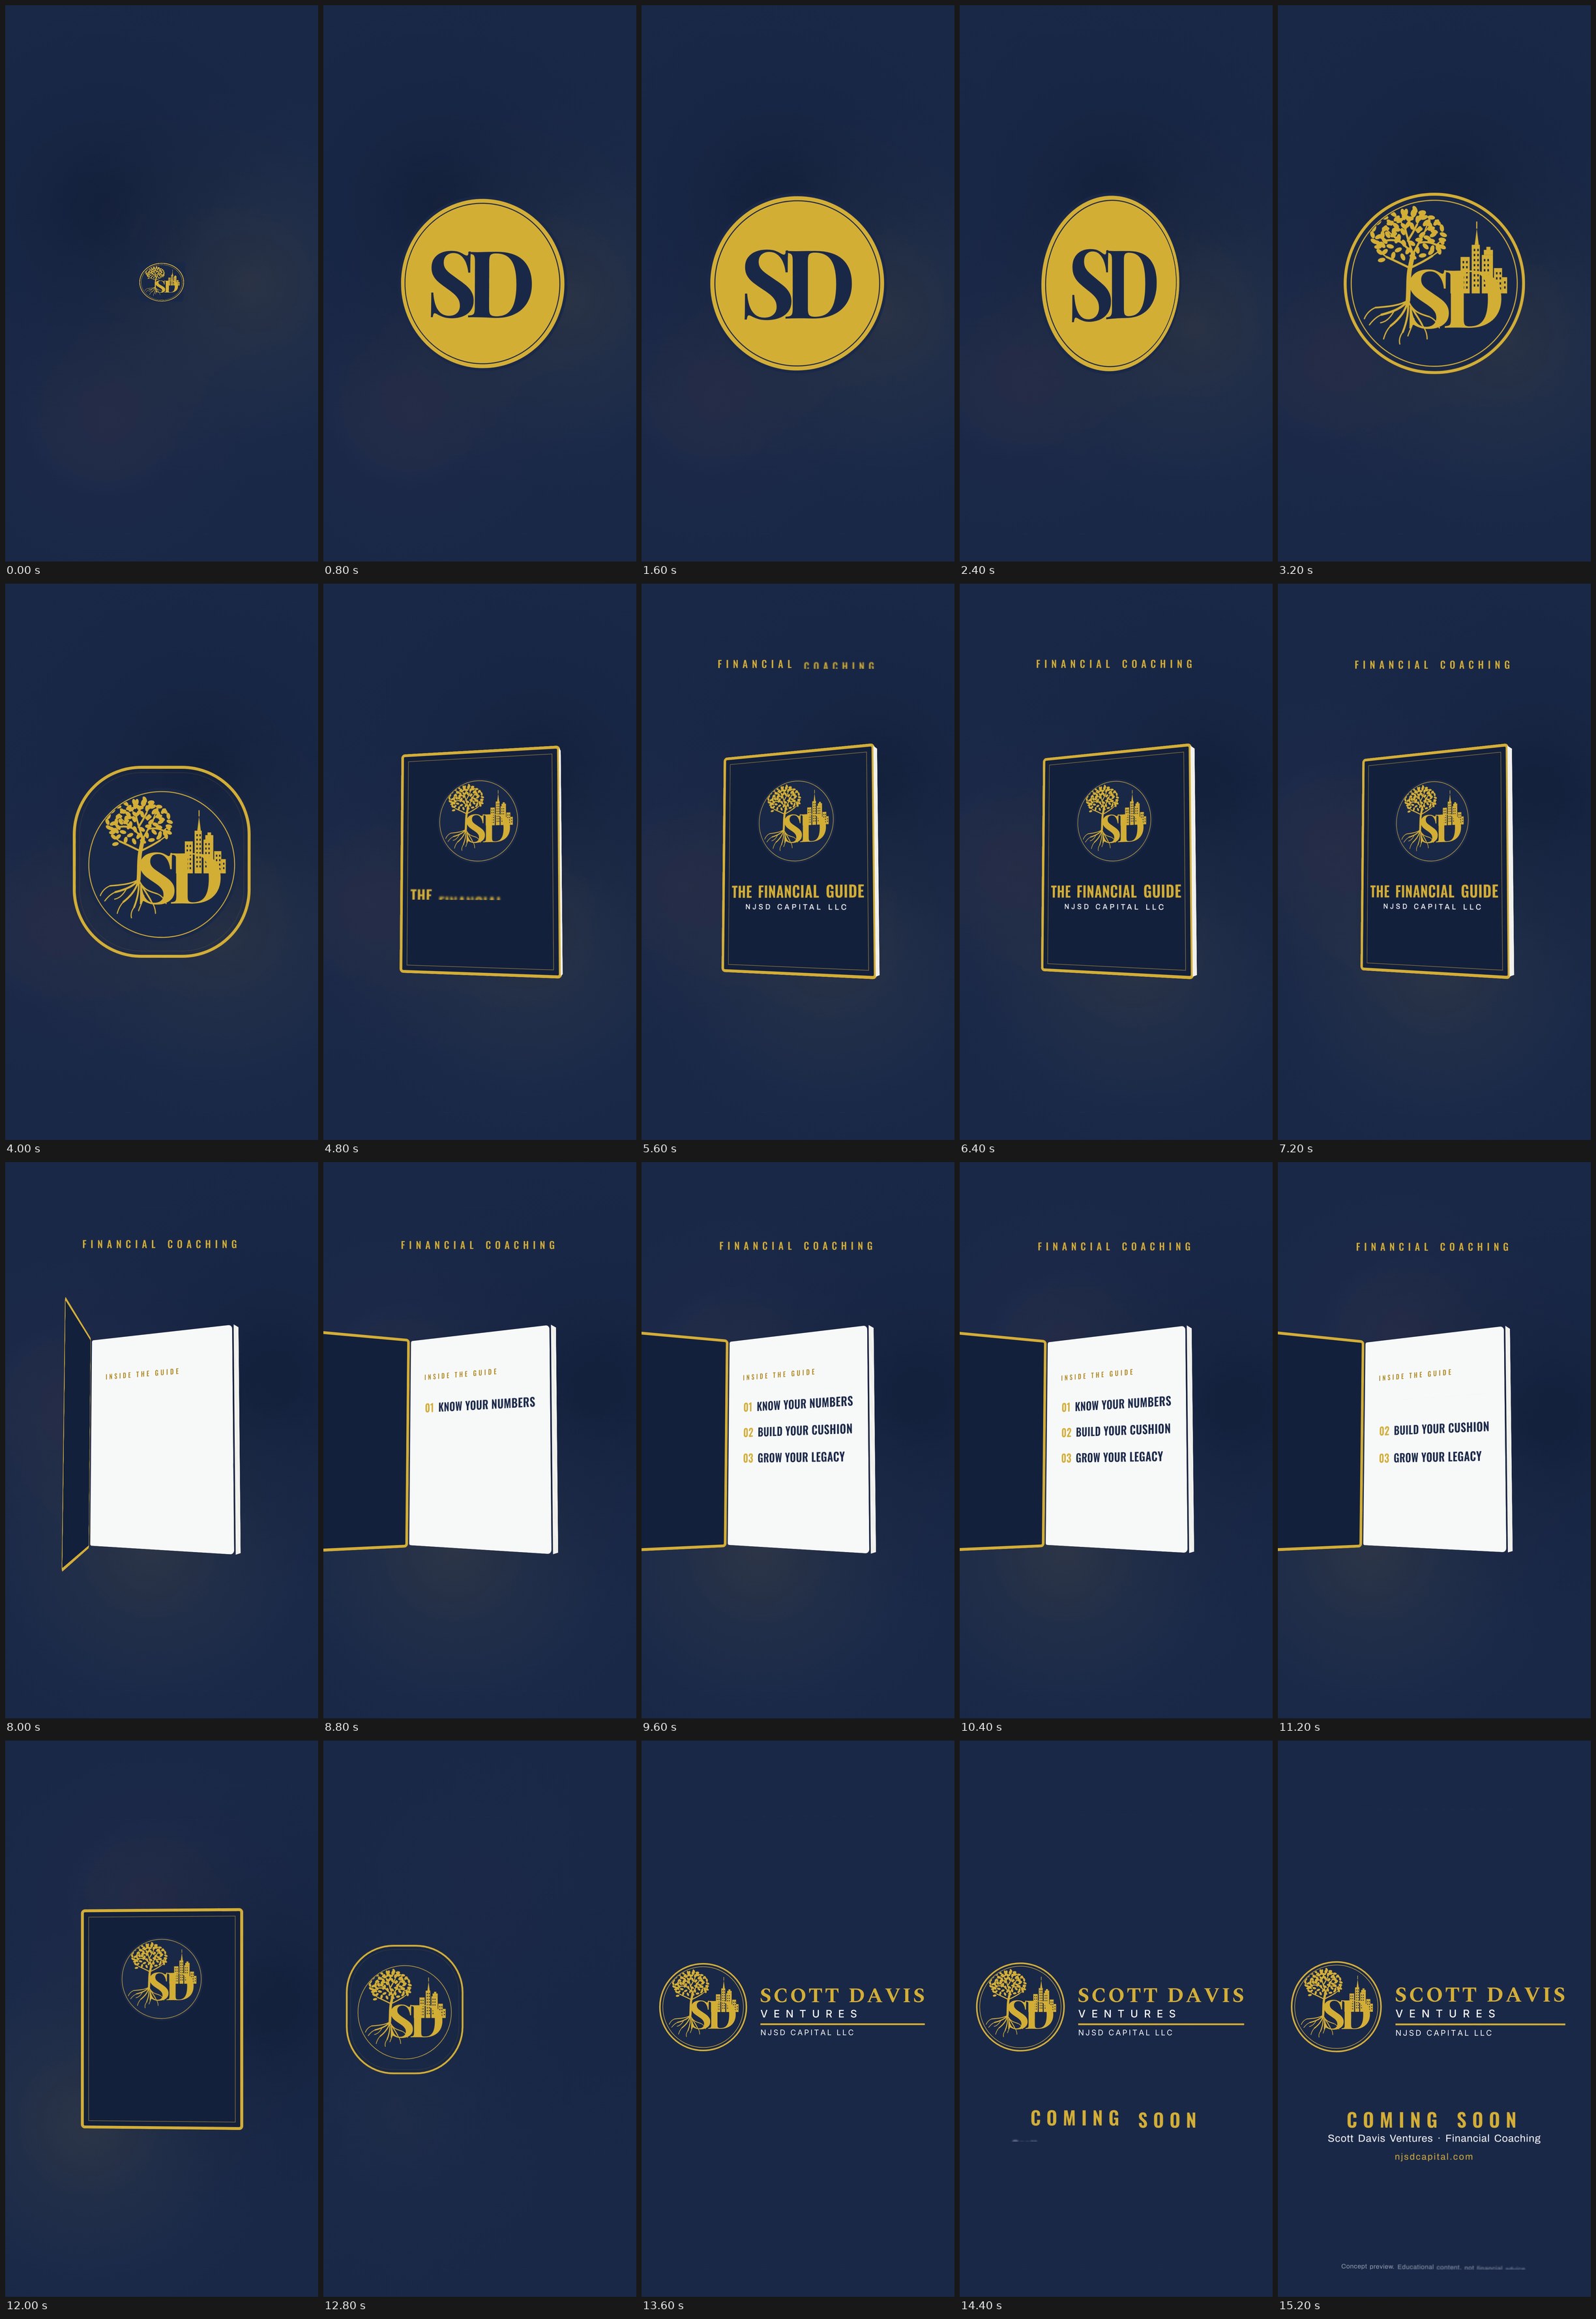 SD
0.00 s
SD
0.80 s
SD
1.60 s
SD
2.40 s
SD
3.20 s
SD
4.00 s
SD
THE
4.80 s
FINANCIAL COACHING
SD
THE FINANCIAL GUIDE
NJSD CAPITAL LLC
5.60 s
FINANCIAL COACHING
SD
THE FINANCIAL GUIDE
NJSD CAPITAL LLC
6.40 s
FINANCIAL COACHING
SD
THE FINANCIAL GUIDE
NJSD CAPITAL LLC
7.20 s
FINANCIAL COACHING
INSIDE THE GUIDE
8.00 s
FINANCIAL COACHING
INSIDE THE GUIDE
01 KNOW YOUR NUMBERS
8.80 s
FINANCIAL COACHING
INSIDE THE GUIDE
01 KNOW YOUR NUMBERS
02 BUILD YOUR CUSHION
03 GROW YOUR LEGACY
9.60 s
FINANCIAL COACHING
INSIDE THE GUIDE
01 KNOW YOUR NUMBERS
02 BUILD YOUR CUSHION
03 GROW YOUR LEGACY
10.40 s
FINANCIAL COACHING
INSIDE THE GUIDE
02 BUILD YOUR CUSHION
03 GROW YOUR LEGACY
11.20 s
SD
12.00 s
SD
12.80 s
SD
SCOTT DAVIS
VENTURES
NJSD CAPITAL LLC
13.60 s
SD
SCOTT DAVIS
VENTURES
NJSD CAPITAL LLC
COMING SOON
14.40 s
SD
SCOTT DAVIS
VENTURES
NJSD CAPITAL LLC
COMING SOON
Scott Davis Ventures · Financial Coaching
njsdcapital.com
Concept preview. Educational content, not
15.20 s